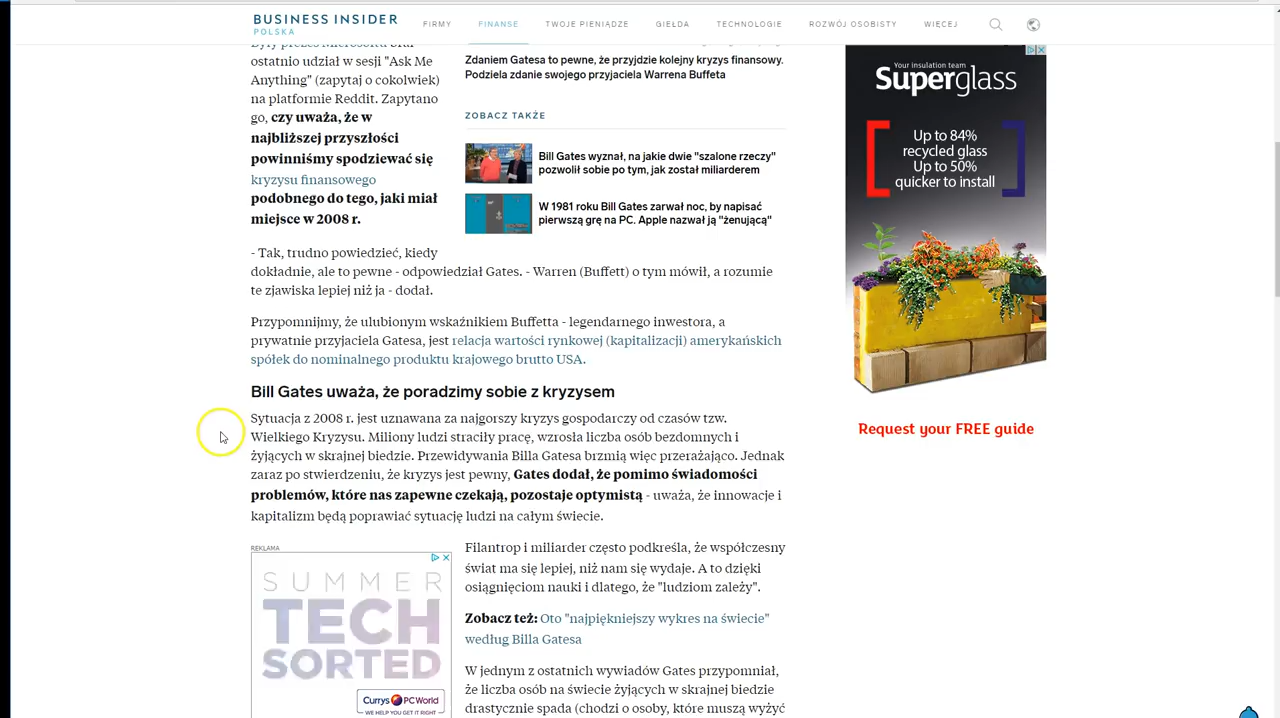 BUSINESS INSIDER
POLSKA
FIRMY
FINANSE
TWOJE PIENIĄDZE
GIEŁDA
TECHNOLOGIE
ROZWÓJ OSOBISTY
WIĘCEJ
Były prezes Microsoftu brał
ostatnio udział w sesji "Ask Me
Anything" (zapytaj o cokolwiek)
na platformie Reddit. Zapytano
go, czy uważa, że w
najbliższej przyszłości
powinniśmy spodziewać się
kryzysu finansowego
podobnego do tego, jaki miał
miejsce w 2008 r.
Zdaniem Gatesa to pewne, że przyjdzie kolejny kryzys finansowy.
Podziela zdanie swojego przyjaciela Warrena Buffeta
ZOBACZ TAKŻE
Bill Gates wyznał, na jakie dwie "szalone rzeczy"
pozwolił sobie po tym, jak został miliarderem
W 1981 roku Bill Gates zarwał noc, by napisać
pierwszą grę na PC. Apple nazwał ją "żenującą"
- Tak, trudno powiedzieć, kiedy
dokładnie, ale to pewne - odpowiedział Gates. - Warren (Buffett) o tym mówił, a rozumie
te zjawiska lepiej niż ja - dodał.
Przypomnijmy, że ulubionym wskaźnikiem Buffetta - legendarnego inwestora, a
prywatnie przyjaciela Gatesa, jest relacja wartości rynkowej (kapitalizacji) amerykańskich
spółek do nominalnego produktu krajowego brutto USA.
Bill Gates uważa, że poradzimy sobie z kryzysem
Sytuacja z 2008 r. jest uznawana za najgorszy kryzys gospodarczy od czasów tzw.
Wielkiego Kryzysu. Miliony ludzi straciły pracę, wzrosła liczba osób bezdomnych i
żyjących w skrajnej biedzie. Przewidywania Billa Gatesa brzmią więc przerażająco. Jednak
zaraz po stwierdzeniu, że kryzys jest pewny, Gates dodał, że pomimo świadomości
problemów, które nas zapewne czekają, pozostaje optymistą - uważa, że innowacje i
kapitalizm będą poprawiać sytuację ludzi na całym świecie.
REKLAMA
SUMMER
TECH
SORTED
Currys PC World
WE HELP YOU GET IT RIGHT
Filantrop i miliarder często podkreśla, że współczesny
świat ma się lepiej, niż nam się wydaje. A to dzięki
osiągnięciom nauki i dlatego, że "ludziom zależy".
Zobacz też: Oto "najpiękniejszy wykres na świecie"
według Billa Gatesa
W jednym z ostatnich wywiadów Gates przypomniał,
że liczba osób na świecie żyjących w skrajnej biedzie
drastycznie spada (chodzi o osoby, które muszą wyżyć
Your insulation team
Superglass
Up to 84%
recycled glass
Up to 50%
quicker to install
Request your FREE guide